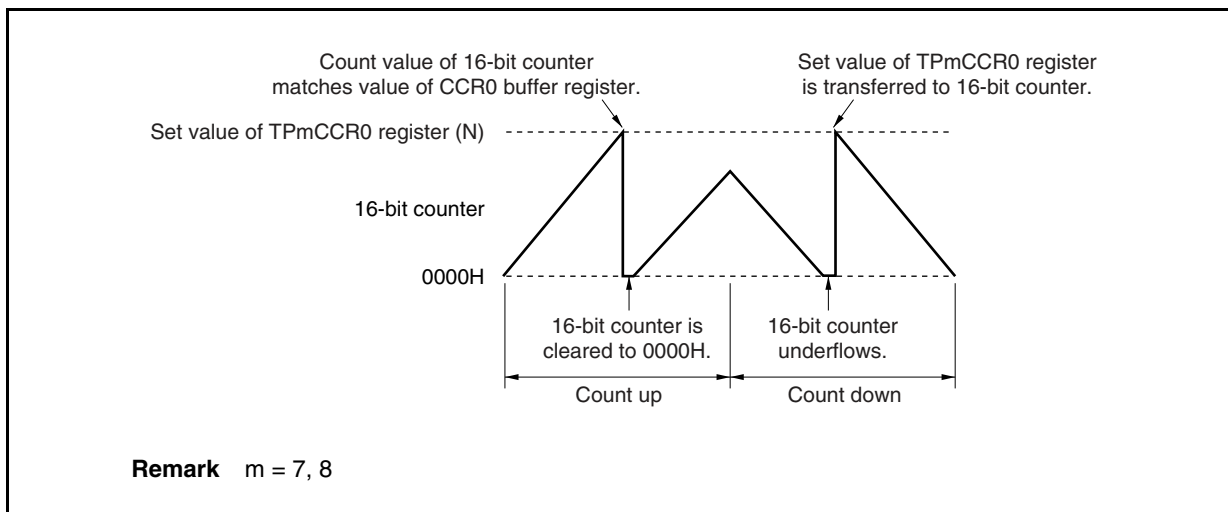 Count value of 16-bit counter
matches value of CCR0 buffer register.
Set value of TPmCCR0 register
is transferred to 16-bit counter.
Set value of TPmCCR0 register (N)
16-bit counter
0000H
16-bit counter is
cleared to 0000H.
16-bit counter
underflows.
Count up
Count down
Remark m = 7, 8